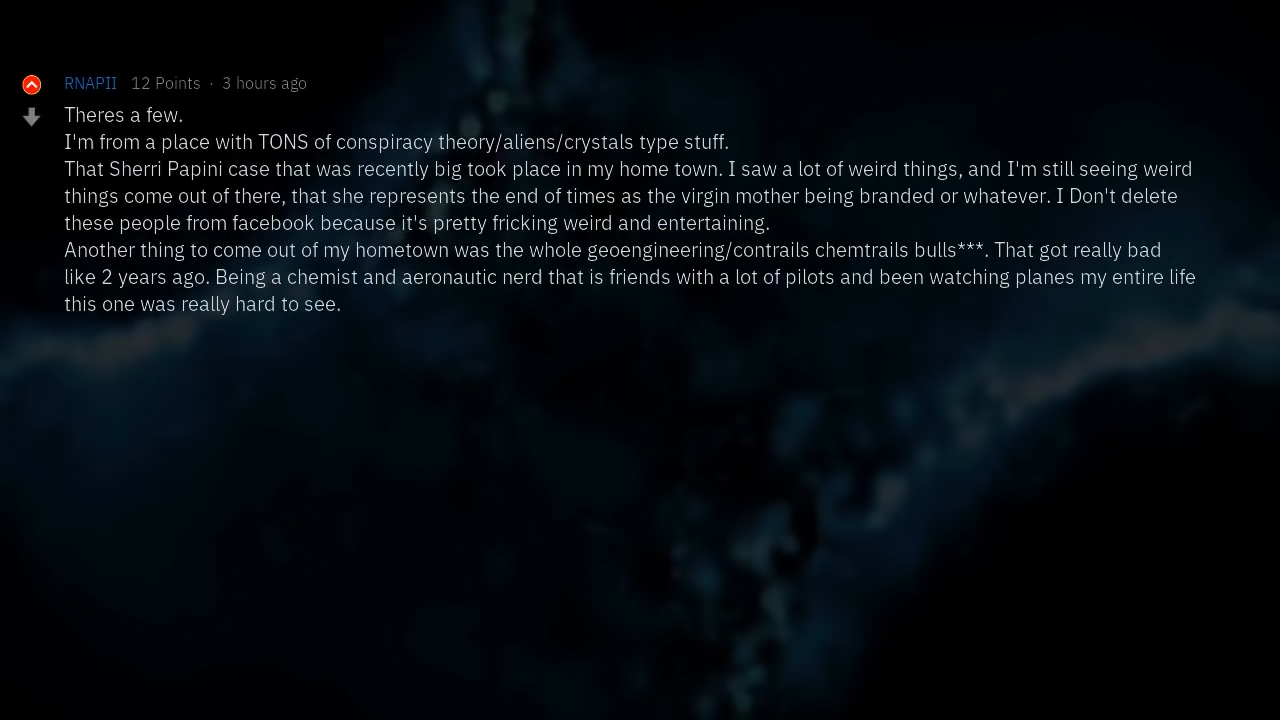 RNAPII 12 Points · 3 hours ago
Theres a few.
I'm from a place with TONS of conspiracy theory/aliens/crystals type stuff.
That Sherri Papini case that was recently big took place in my home town. I saw a lot of weird things, and I'm still seeing weird
things come out of there, that she represents the end of times as the virgin mother being branded or whatever. I Don't delete
these people from facebook because it's pretty fricking weird and entertaining.
Another thing to come out of my hometown was the whole geoengineering/contrails chemtrails bulls***. That got really bad
like 2 years ago. Being a chemist and aeronautic nerd that is friends with a lot of pilots and been watching planes my entire life
this one was really hard to see.